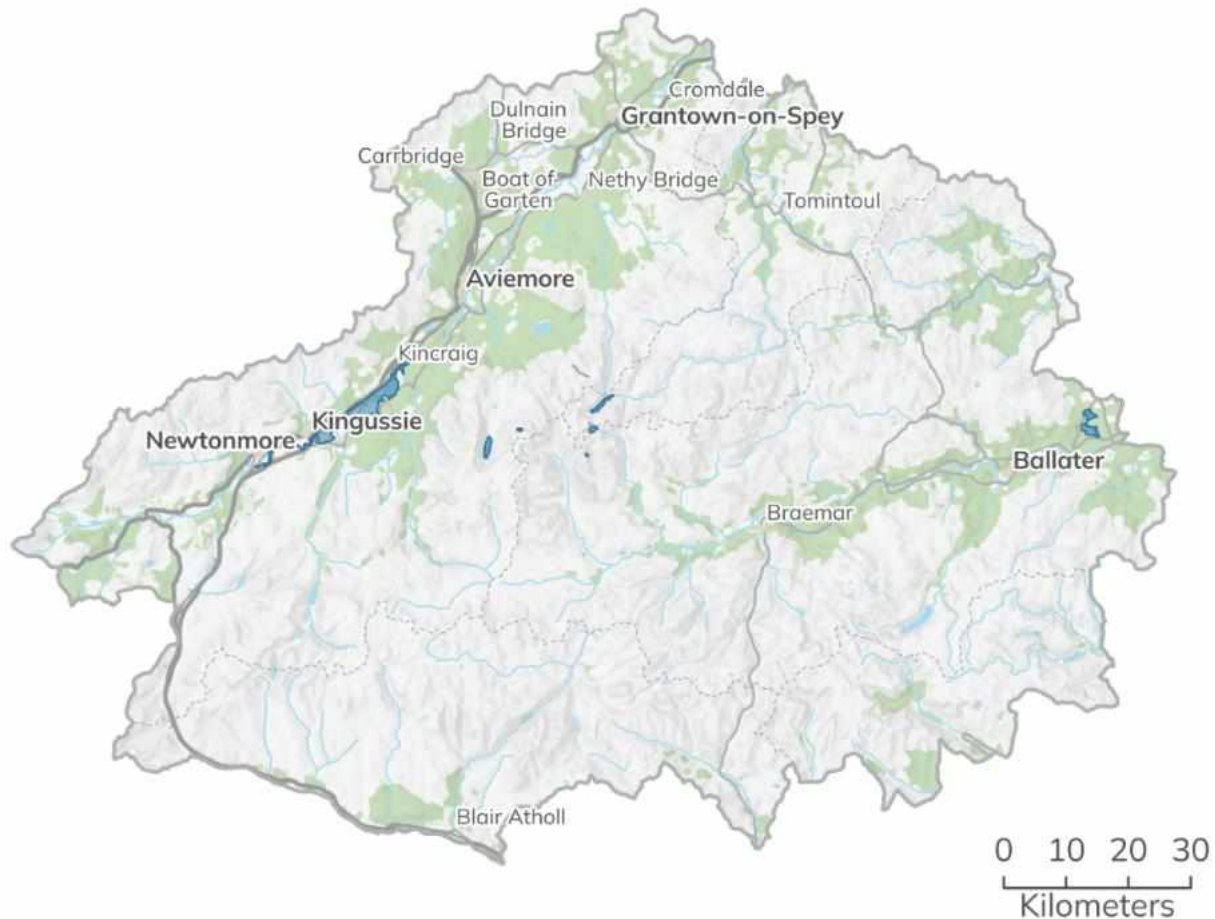 Cromdale
Dulnain
Bridge
Grantown-on-Spey
Carrbridge
Boat of
Garten
Nethy Bridge
Tomintoul
Aviemore
Kincraig
Kingussie
Newtonmore
Ballater
Braemar
Blair Atholl
0 10 20 30
Kilometers